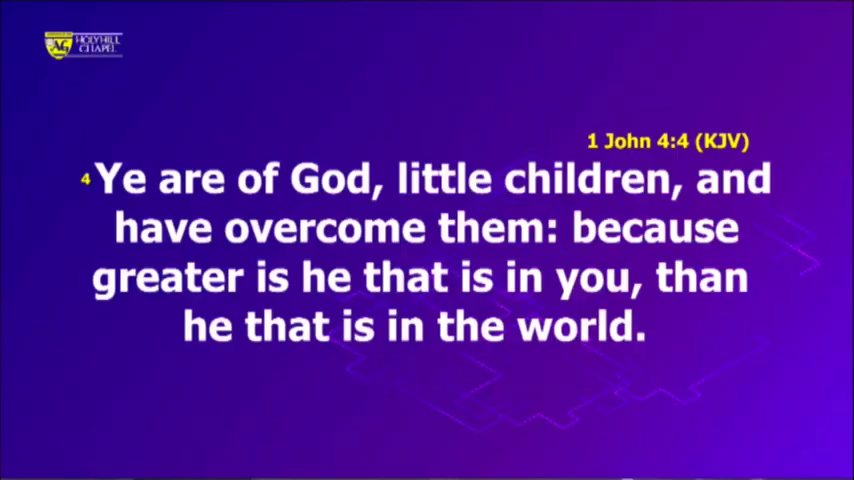 AG
HOLYHILL
CHAPEL
1 John 4:4 (KJV)
4 Ye are of God, little children, and
have overcome them: because
greater is he that is in you, than
he that is in the world.